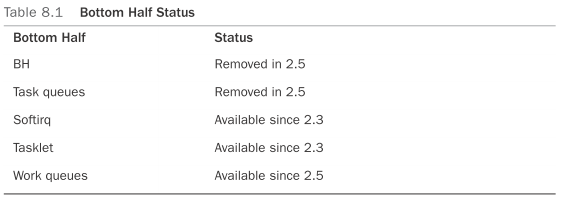 Table 8.1 Bottom Half Status
Bottom Half Status
BH Removed in 2.5
Task queues Removed in 2.5
Softirq Available since 2.3
Tasklet Available since 2.3
Work queues Available since 2.5